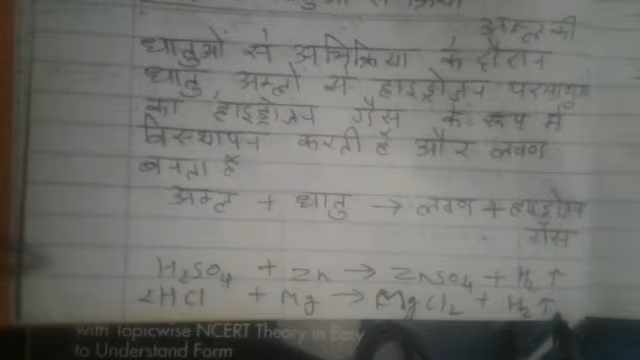 अम्ल की
धातुओं से अभिक्रिया के दौरान
धातु अम्लों से हाइड्रोजन परमाणुओं
का हाइड्रोजन गैस के रूप में
विस्थापन करती है और लवण
बनता है
अम्ल + धातु → लवण + हाइड्रोजन
गैस
H₂SO₄ + Zn → ZnSO₄ + H₂ ↑
2HCl + Mg → MgCl₂ + H₂ ↑
with Topicwise NCERT Theory in Easy
to Understand Form